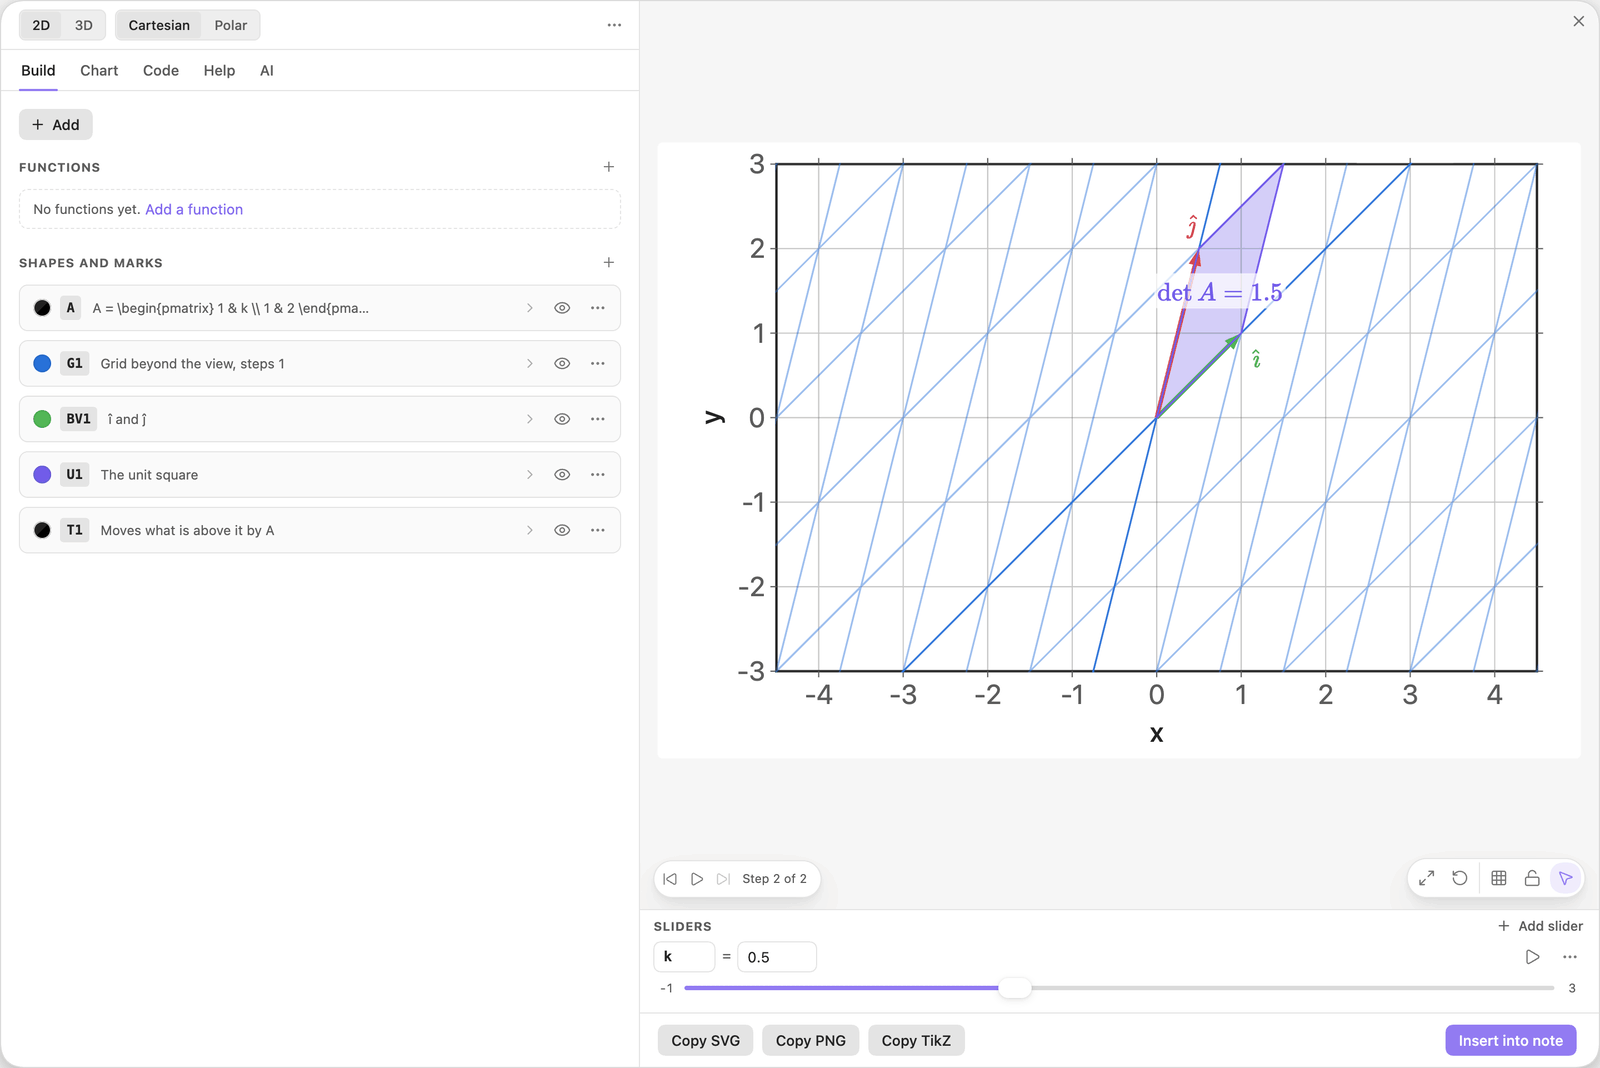 2D 3D Cartesian Polar
Build Chart Code Help AI
+ Add
FUNCTIONS
No functions yet. Add a function
SHAPES AND MARKS
A A = \begin{pmatrix} 1 & k \\ 1 & 2 \end{pma...
G1 Grid beyond the view, steps 1
BV1 î and ĵ
U1 The unit square
T1 Moves what is above it by A
3
2
1
0
-1
-2
-3
y
-4 -3 -2 -1 0 1 2 3 4
x
ĵ
det A = 1.5
î
Step 2 of 2
SLIDERS + Add slider
k = 0.5
-1 3
Copy SVG Copy PNG Copy TikZ Insert into note